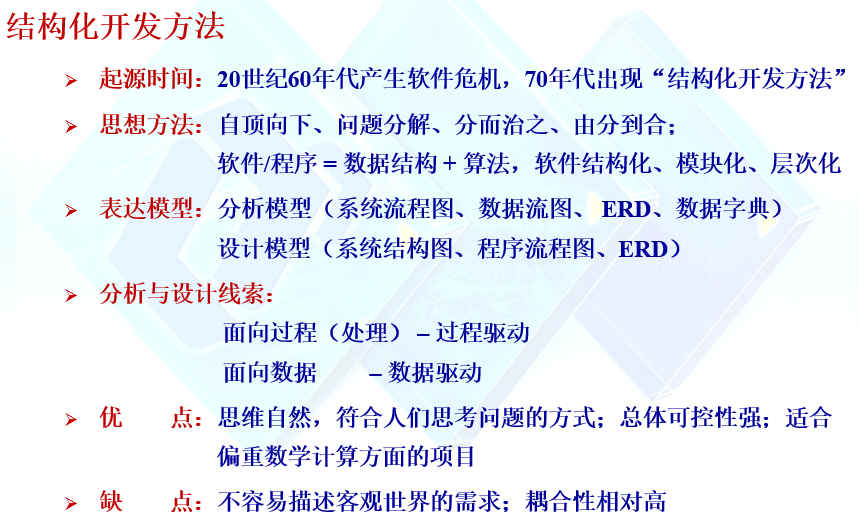 结构化开发方法
➢ 起源时间：20世纪60年代产生软件危机，70年代出现“结构化开发方法”
➢ 思想方法：自顶向下、问题分解、分而治之、由分到合；
软件/程序 = 数据结构 + 算法，软件结构化、模块化、层次化
➢ 表达模型：分析模型（系统流程图、数据流图、 ERD、数据字典）
设计模型（系统结构图、程序流程图、ERD）
➢ 分析与设计线索：
面向过程（处理） – 过程驱动
面向数据 – 数据驱动
➢ 优 点：思维自然，符合人们思考问题的方式；总体可控性强；适合
偏重数学计算方面的项目
➢ 缺 点：不容易描述客观世界的需求；耦合性相对高